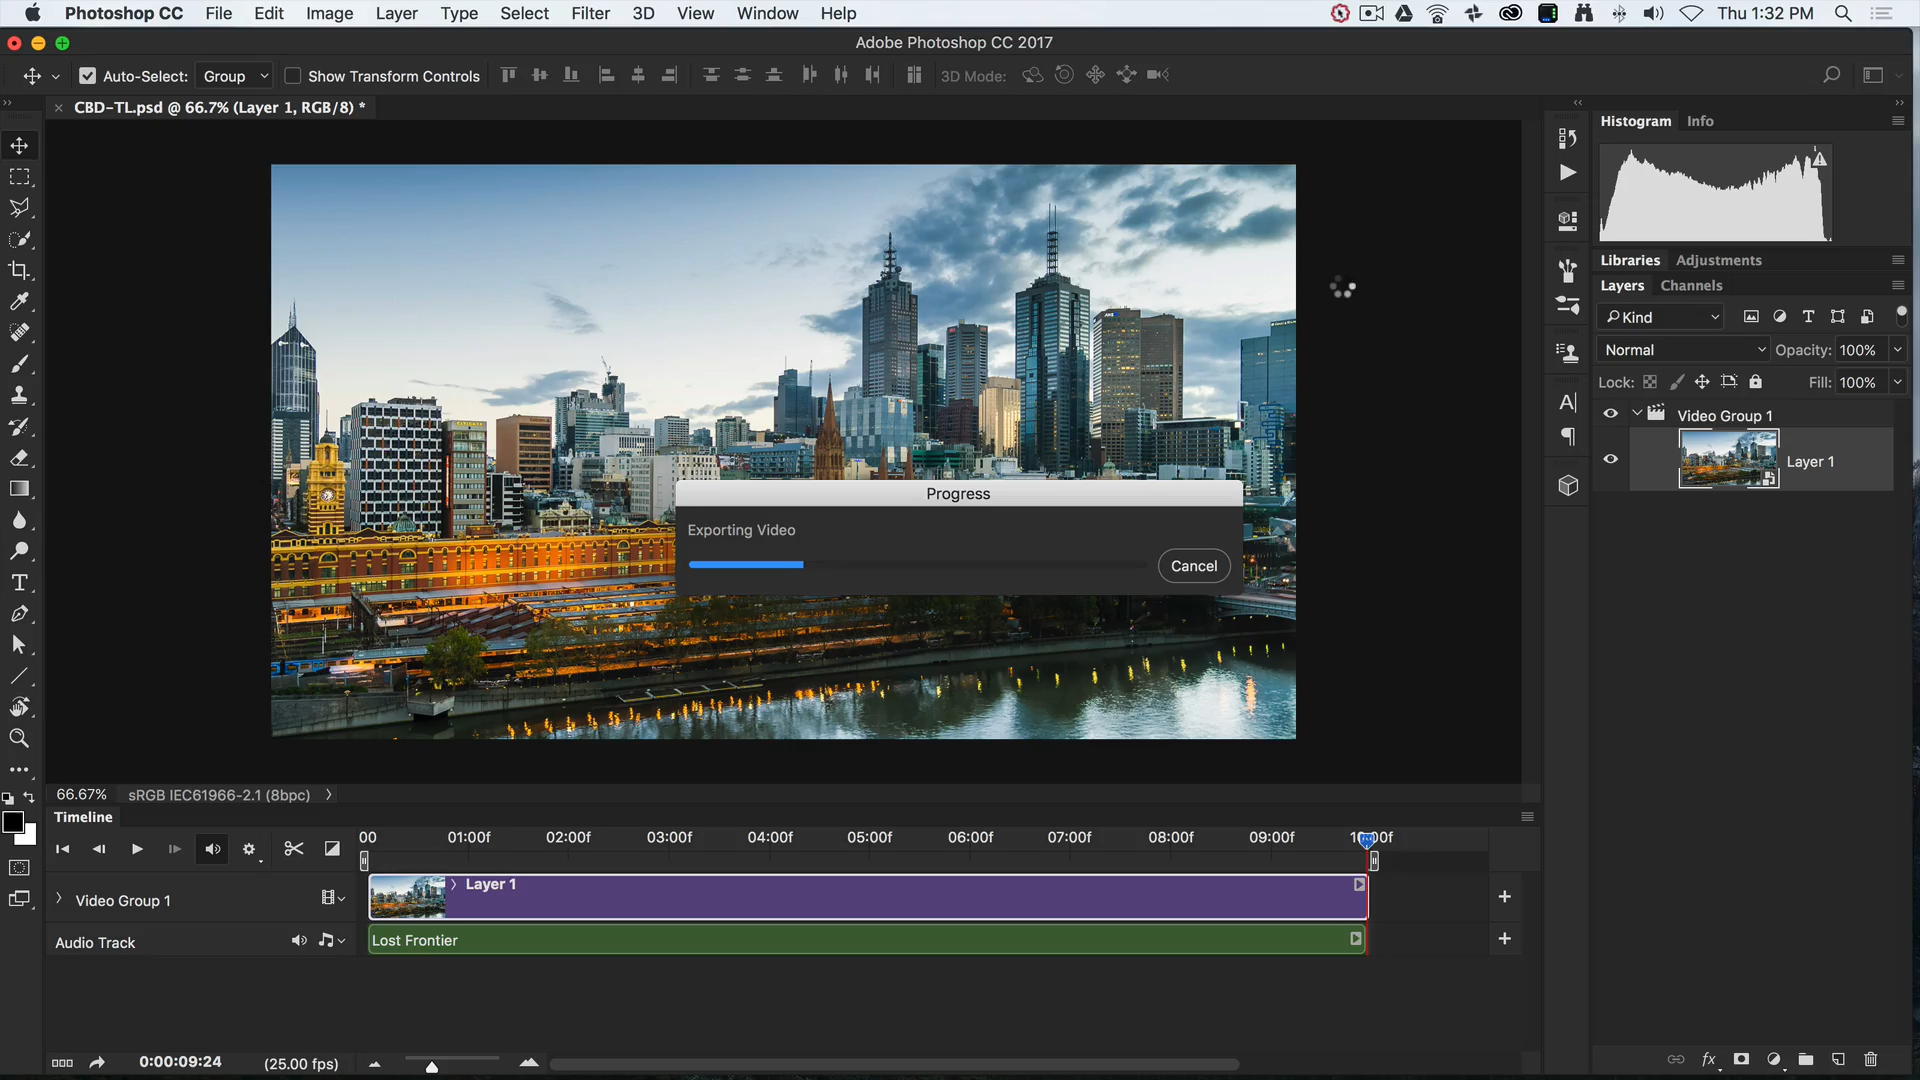 Photoshop CC File Edit Image Layer Type Select Filter 3D View Window Help Thu 1:32 PM
Adobe Photoshop CC 2017
Auto-Select: Group Show Transform Controls 3D Mode:
CBD-TL.psd @ 66.7% (Layer 1, RGB/8) *
Histogram Info
Libraries Adjustments
Layers Channels
Kind
Normal Opacity: 100%
Lock: Fill: 100%
Video Group 1
Layer 1
Progress
Exporting Video
Cancel
66.67% sRGB IEC61966-2.1 (8bpc)
Timeline
00 01:00f 02:00f 03:00f 04:00f 05:00f 06:00f 07:00f 08:00f 09:00f 10:00f
Video Group 1 Layer 1
Audio Track Lost Frontier
0:00:09:24 (25.00 fps)